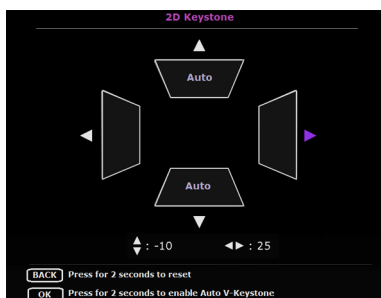 2D Keystone
Auto
Auto
: -10 : 25
BACK Press for 2 seconds to reset
OK Press for 2 seconds to enable Auto V-Keystone